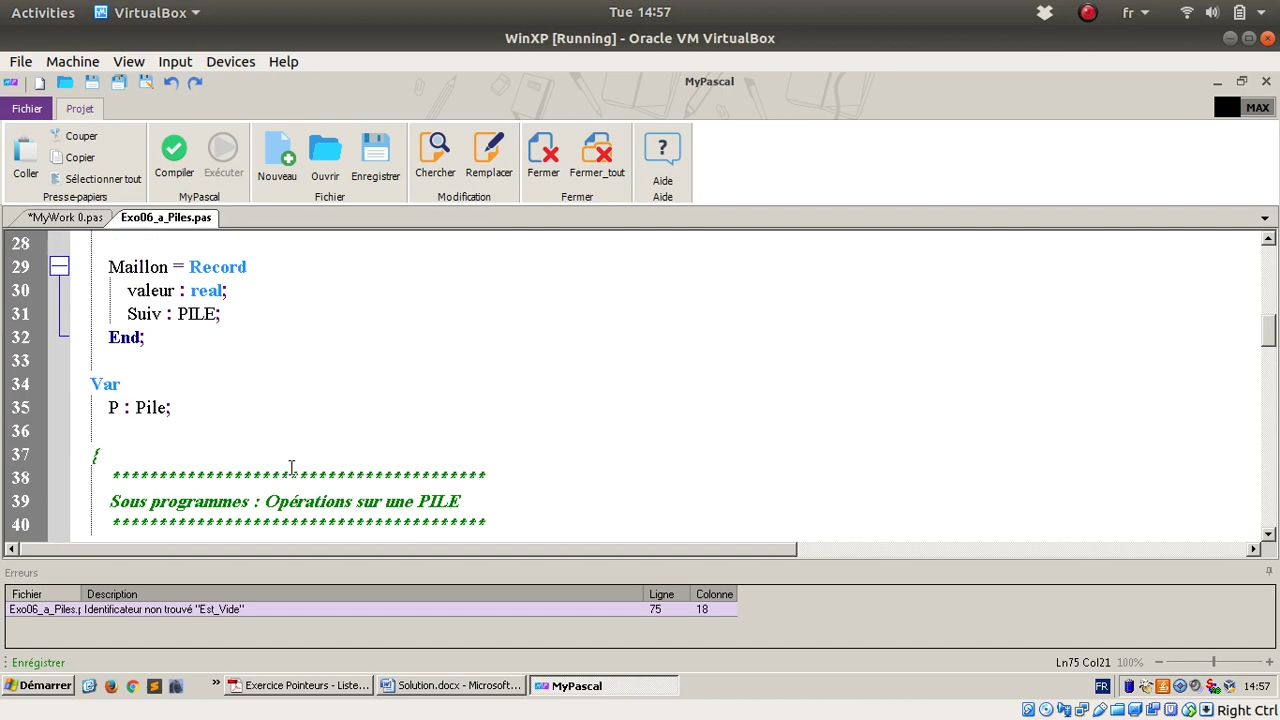 Activities VirtualBox Tue 14:57 fr
WinXP [Running] - Oracle VM VirtualBox
File Machine View Input Devices Help
MyPascal
Fichier Projet MAX
Coller Couper Copier Sélectionner tout Compiler Exécuter Nouveau Ouvrir Enregistrer Chercher Remplacer Fermer Fermer_tout Aide
Presse-papiers MyPascal Fichier Modification Fermer Aide
*MyWork 0.pas Exo06_a_Piles.pas
28
29 Maillon = Record
30 valeur : real;
31 Suiv : PILE;
32 End;
33
34 Var
35 P : Pile;
36
37 {
38 ****************************************
39 Sous programmes : Opérations sur une PILE
40 ****************************************
Erreurs
Fichier Description Ligne Colonne
Exo06_a_Piles.p Identificateur non trouvé "Est_Vide" 75 18
Enrégistrer Ln75 Col21 100%
Démarrer » Exercice Pointeurs - Liste... Solution.docx - Microsoft... MyPascal FR 14:57
Right Ctrl